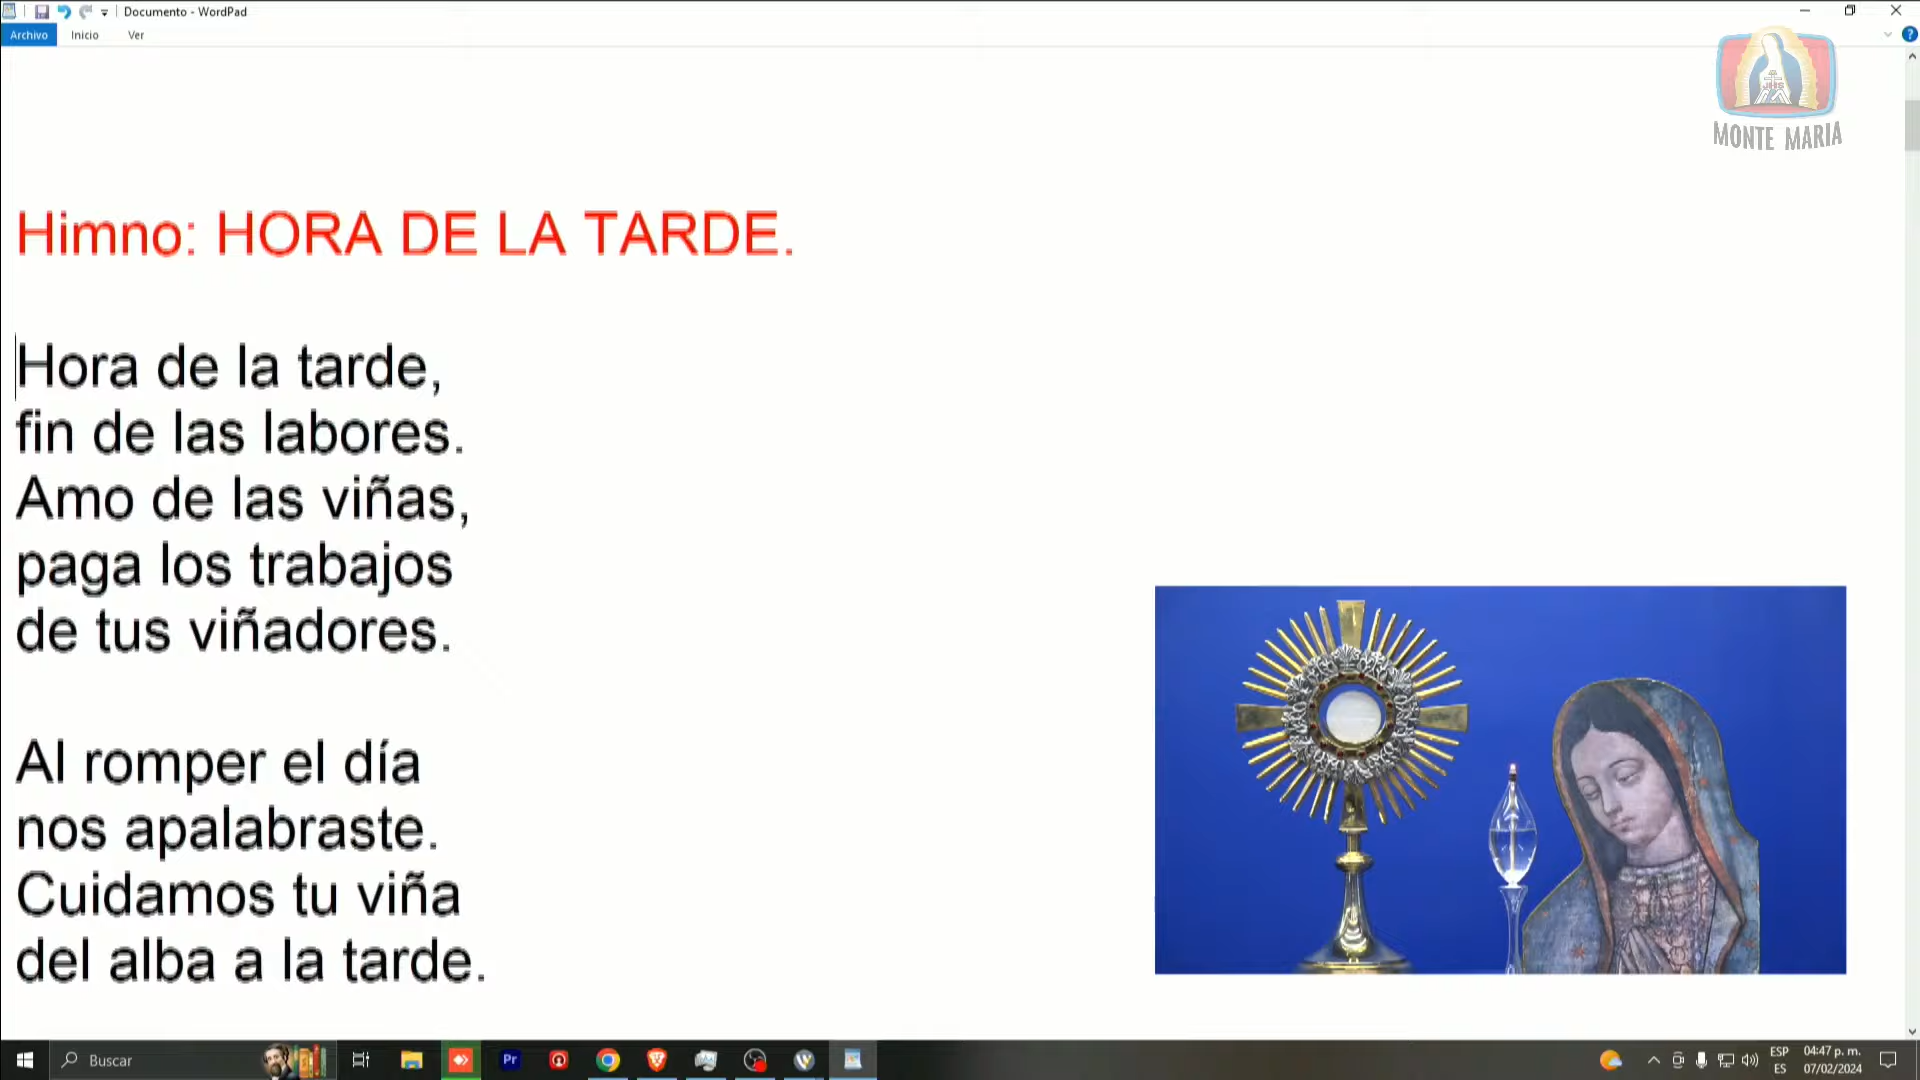 Documento - WordPad
Archivo
Inicio
Ver
?
JHS
MONTE MARIA
Himno: HORA DE LA TARDE.
Hora de la tarde,
fin de las labores.
Amo de las viñas,
paga los trabajos
de tus viñadores.
Al romper el día
nos apalabraste.
Cuidamos tu viña
del alba a la tarde.
Buscar
Pr
ESP
ES
04:47 p. m.
07/02/2024